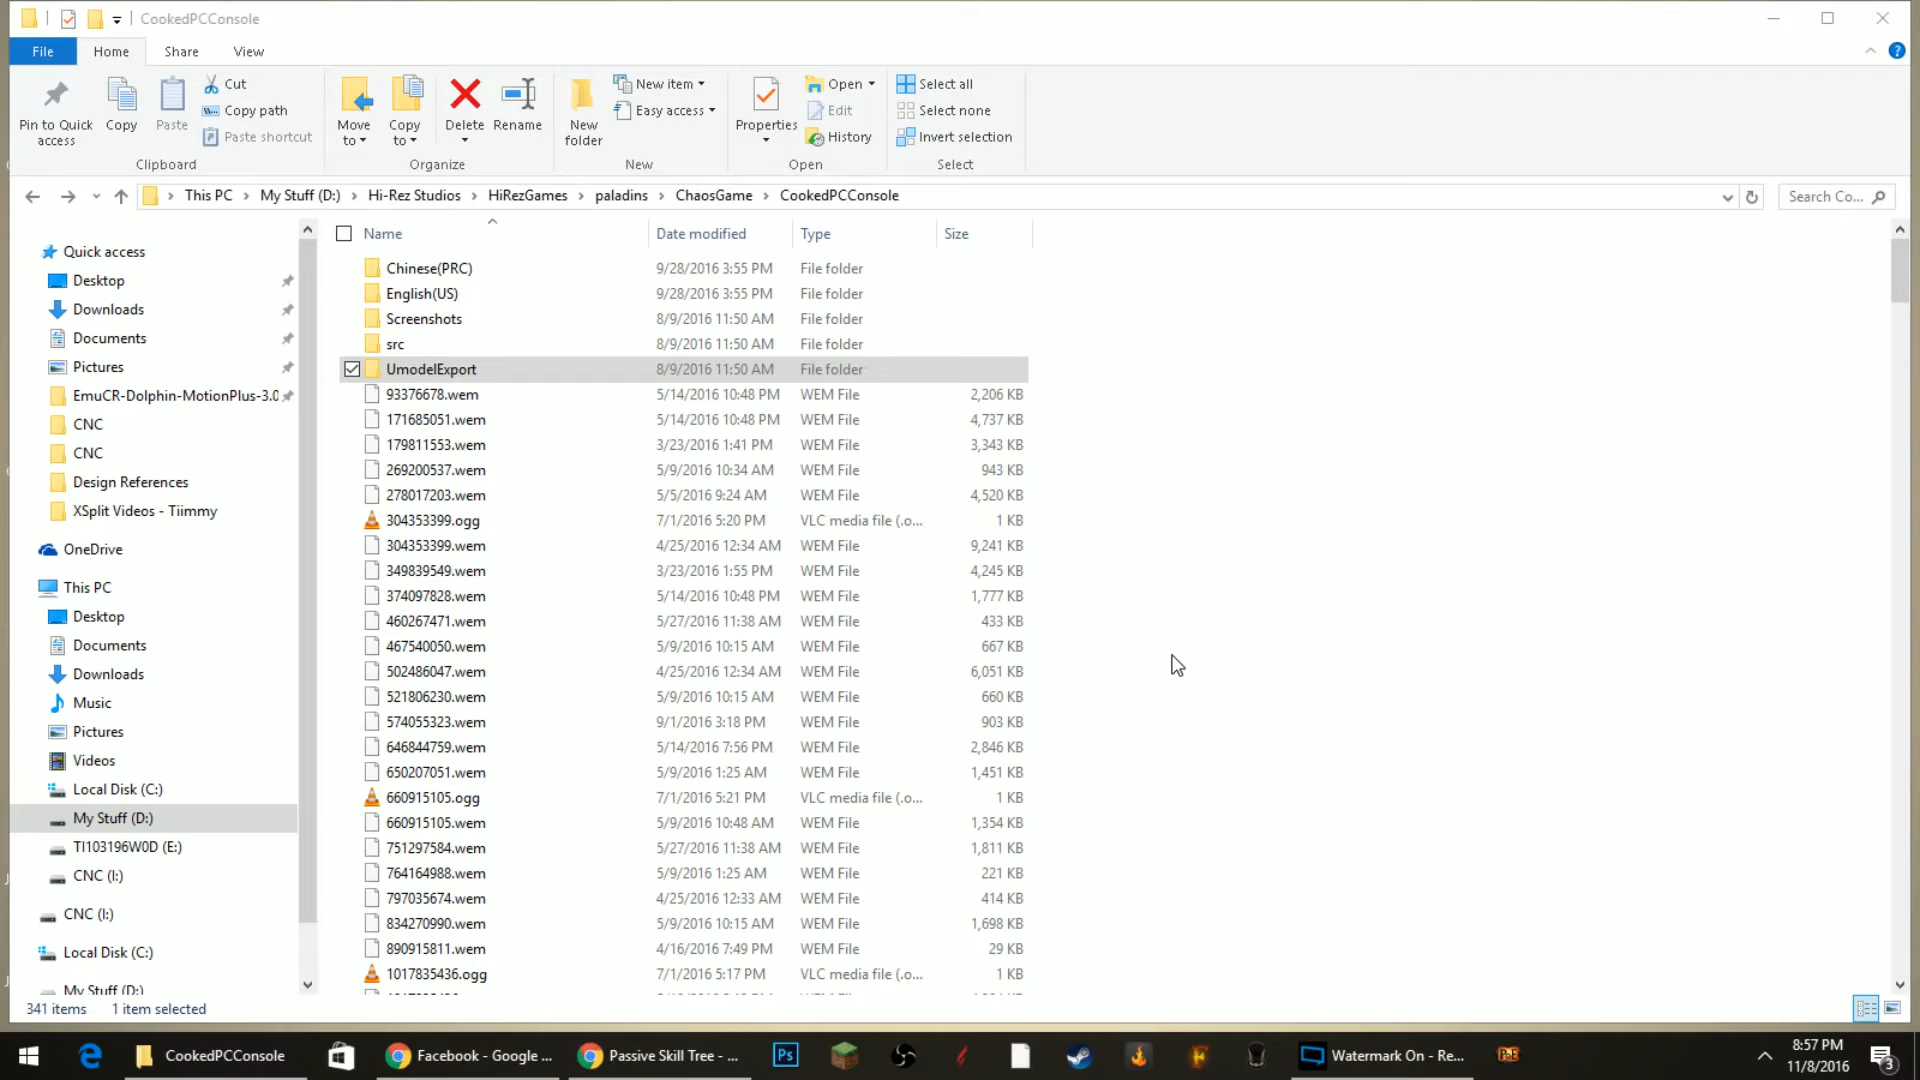 CookedPCConsole
File Home Share View
Pin to Quick access
Copy
Paste
Cut
Copy path
Paste shortcut
Clipboard
Move to
Copy to
Delete
Rename
Organize
New folder
New item
Easy access
New
Properties
Open
Edit
History
Open
Select all
Select none
Invert selection
Select
This PC My Stuff (D:) Hi-Rez Studios HiRezGames paladins ChaosGame CookedPCConsole
Search Co...
Quick access
Desktop
Downloads
Documents
Pictures
EmuCR-Dolphin-MotionPlus-3.0
CNC
CNC
Design References
XSplit Videos - Tiimmy
OneDrive
This PC
Desktop
Documents
Downloads
Music
Pictures
Videos
Local Disk (C:)
My Stuff (D:)
TI103196W0D (E:)
CNC (I:)
CNC (I:)
Local Disk (C:)
My Stuff (D:)
Name Date modified Type Size
Chinese(PRC) 9/28/2016 3:55 PM File folder
English(US) 9/28/2016 3:55 PM File folder
Screenshots 8/9/2016 11:50 AM File folder
src 8/9/2016 11:50 AM File folder
UmodelExport 8/9/2016 11:50 AM File folder
93376678.wem 5/14/2016 10:48 PM WEM File 2,206 KB
171685051.wem 5/14/2016 10:48 PM WEM File 4,737 KB
179811553.wem 3/23/2016 1:41 PM WEM File 3,343 KB
269200537.wem 5/9/2016 10:34 AM WEM File 943 KB
278017203.wem 5/5/2016 9:24 AM WEM File 4,520 KB
304353399.ogg 7/1/2016 5:20 PM VLC media file (.o... 1 KB
304353399.wem 4/25/2016 12:34 AM WEM File 9,241 KB
349839549.wem 3/23/2016 1:55 PM WEM File 4,245 KB
374097828.wem 5/14/2016 10:48 PM WEM File 1,777 KB
460267471.wem 5/27/2016 11:38 AM WEM File 433 KB
467540050.wem 5/9/2016 10:15 AM WEM File 667 KB
502486047.wem 4/25/2016 12:34 AM WEM File 6,051 KB
521806230.wem 5/9/2016 10:15 AM WEM File 660 KB
574055323.wem 9/1/2016 3:18 PM WEM File 903 KB
646844759.wem 5/14/2016 7:56 PM WEM File 2,846 KB
650207051.wem 5/9/2016 1:25 AM WEM File 1,451 KB
660915105.ogg 7/1/2016 5:21 PM VLC media file (.o... 1 KB
660915105.wem 5/9/2016 10:48 AM WEM File 1,354 KB
751297584.wem 5/27/2016 11:38 AM WEM File 1,811 KB
764164988.wem 5/9/2016 1:25 AM WEM File 221 KB
797035674.wem 4/25/2016 12:33 AM WEM File 414 KB
834270990.wem 5/9/2016 10:15 AM WEM File 1,698 KB
890915811.wem 4/16/2016 7:49 PM WEM File 29 KB
1017835436.ogg 7/1/2016 5:17 PM VLC media file (.o... 1 KB
341 items 1 item selected
CookedPCConsole
Facebook - Google ...
Passive Skill Tree - ...
Ps
Watermark On - Re...
PoE
8:57 PM
11/8/2016
3